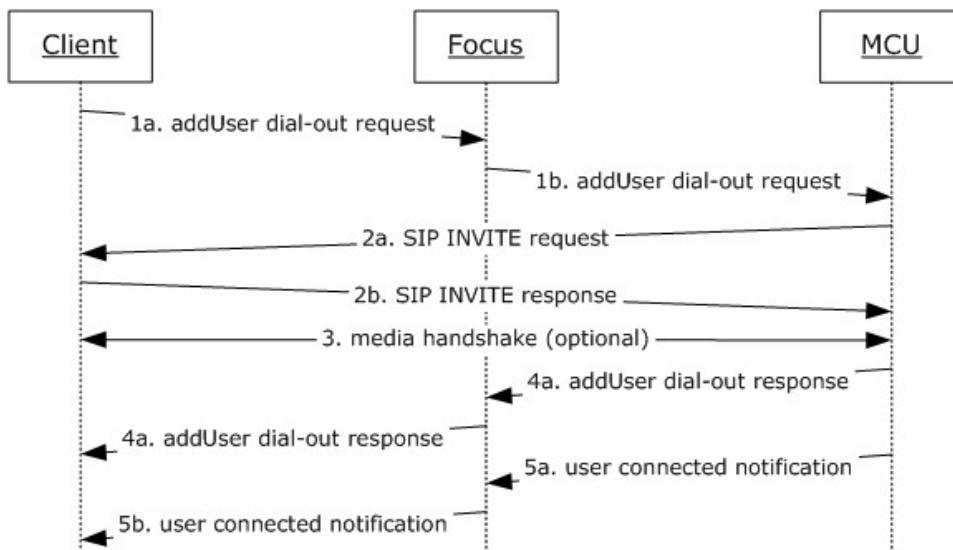 Client
Focus
MCU
1a. addUser dial-out request
1b. addUser dial-out request
2a. SIP INVITE request
2b. SIP INVITE response
3. media handshake (optional)
4a. addUser dial-out response
4a. addUser dial-out response
5a. user connected notification
5b. user connected notification